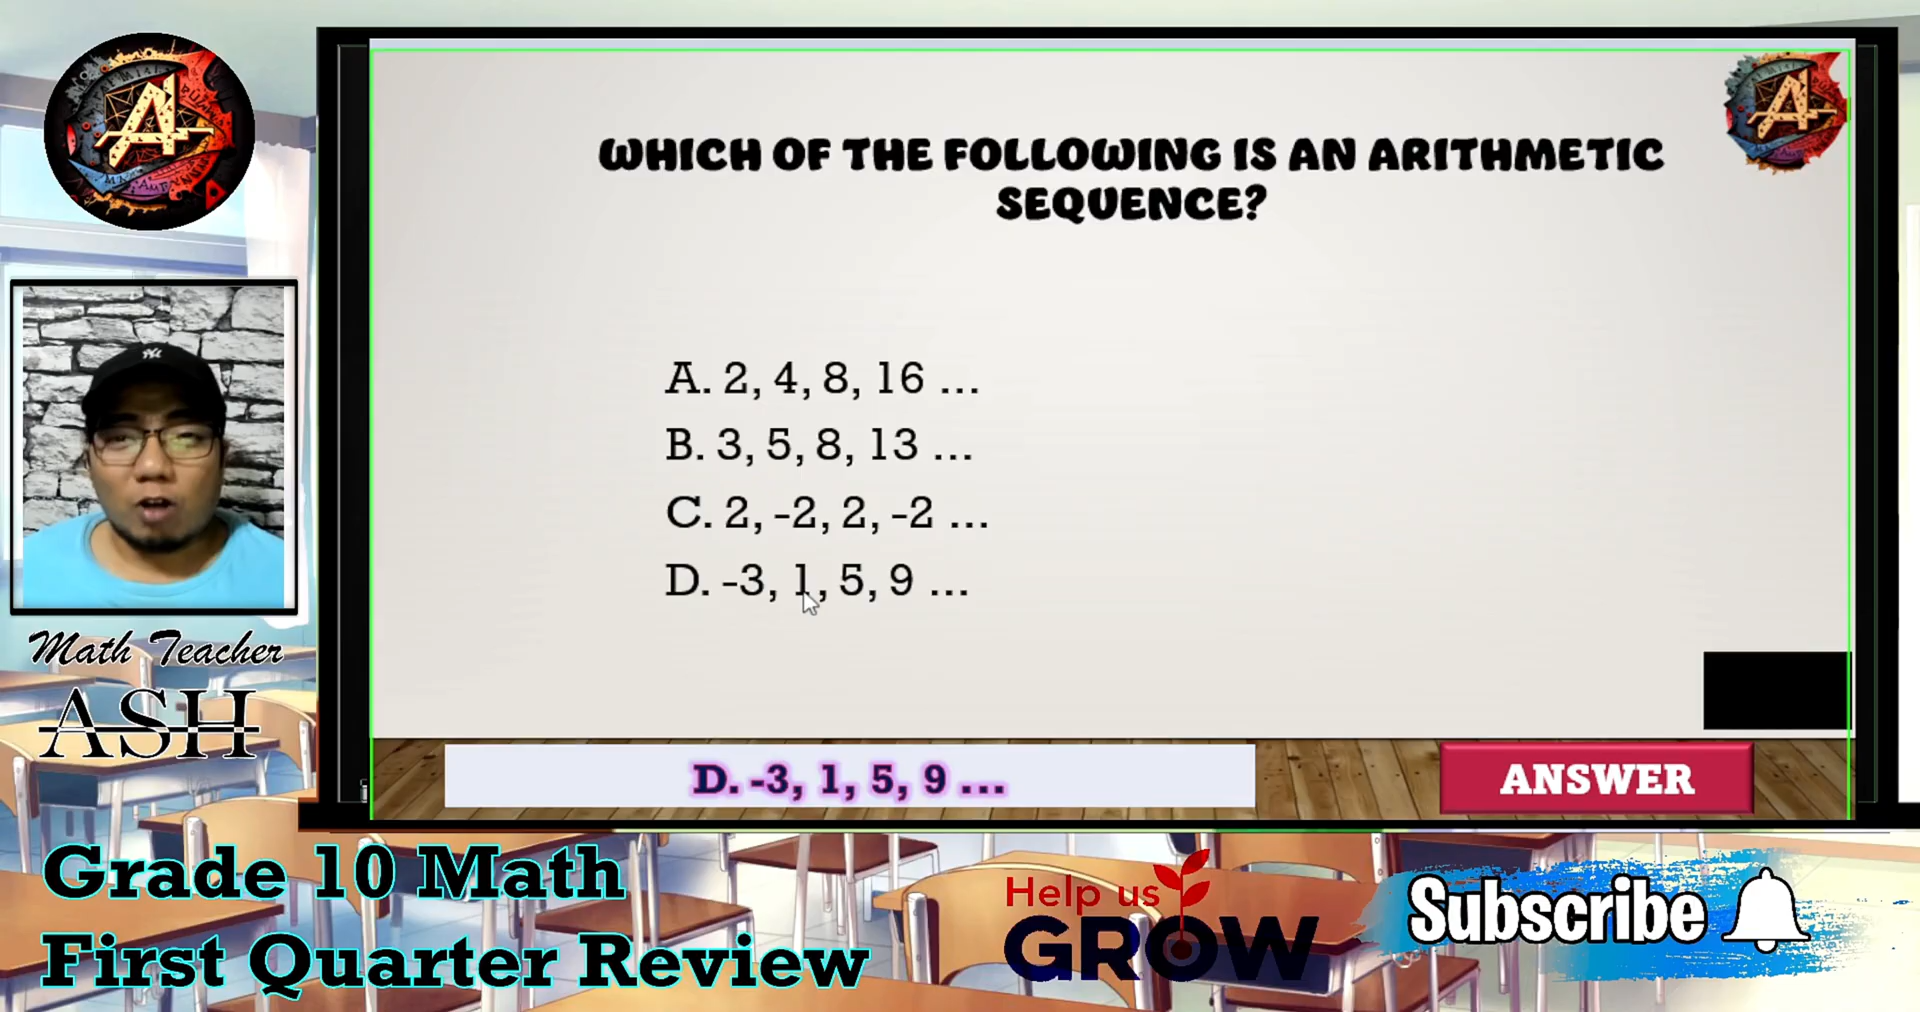 WHICH OF THE FOLLOWING IS AN ARITHMETIC
SEQUENCE?
A. 2, 4, 8, 16 ...
B. 3, 5, 8, 13 ...
C. 2, -2, 2, -2 ...
D. -3, 1, 5, 9 ...
D. -3, 1, 5, 9 ...
ANSWER
Math Teacher
ASH
Grade 10 Math
First Quarter Review
Help us
GROW
Subscribe